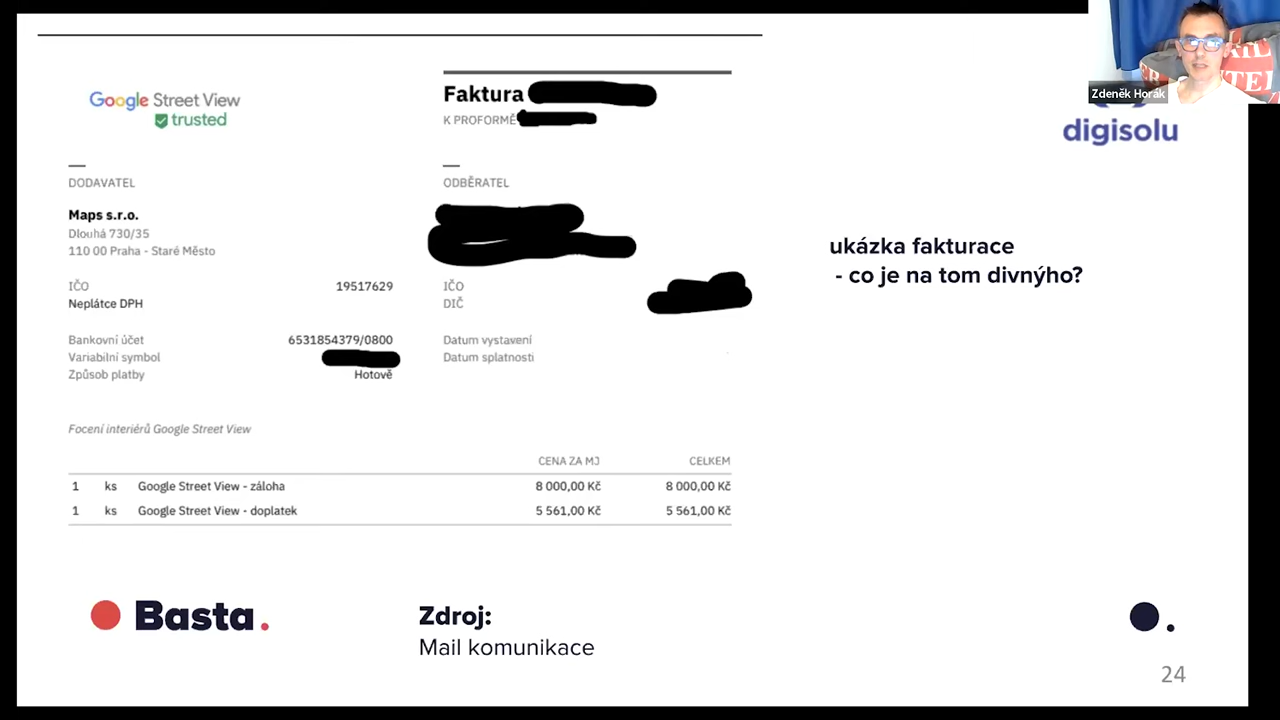 Google Street View
trusted
Faktura
K PROFORMĚ
DODAVATEL
Maps s.r.o.
Dlouhá 730/35
110 00 Praha - Staré Město
IČO 19517629
Neplátce DPH
Bankovní účet 6531854379/0800
Variabilní symbol
Způsob platby Hotově
ODBĚRATEL
IČO
DIČ
Datum vystavení
Datum splatnosti
Focení interiérů Google Street View
CENA ZA MJ CELKEM
1 ks Google Street View - záloha 8 000,00 Kč 8 000,00 Kč
1 ks Google Street View - doplatek 5 561,00 Kč 5 561,00 Kč
Zdeněk Horák
digisolu
ukázka fakturace
- co je na tom divnýho?
Basta.
Zdroj:
Mail komunikace
24